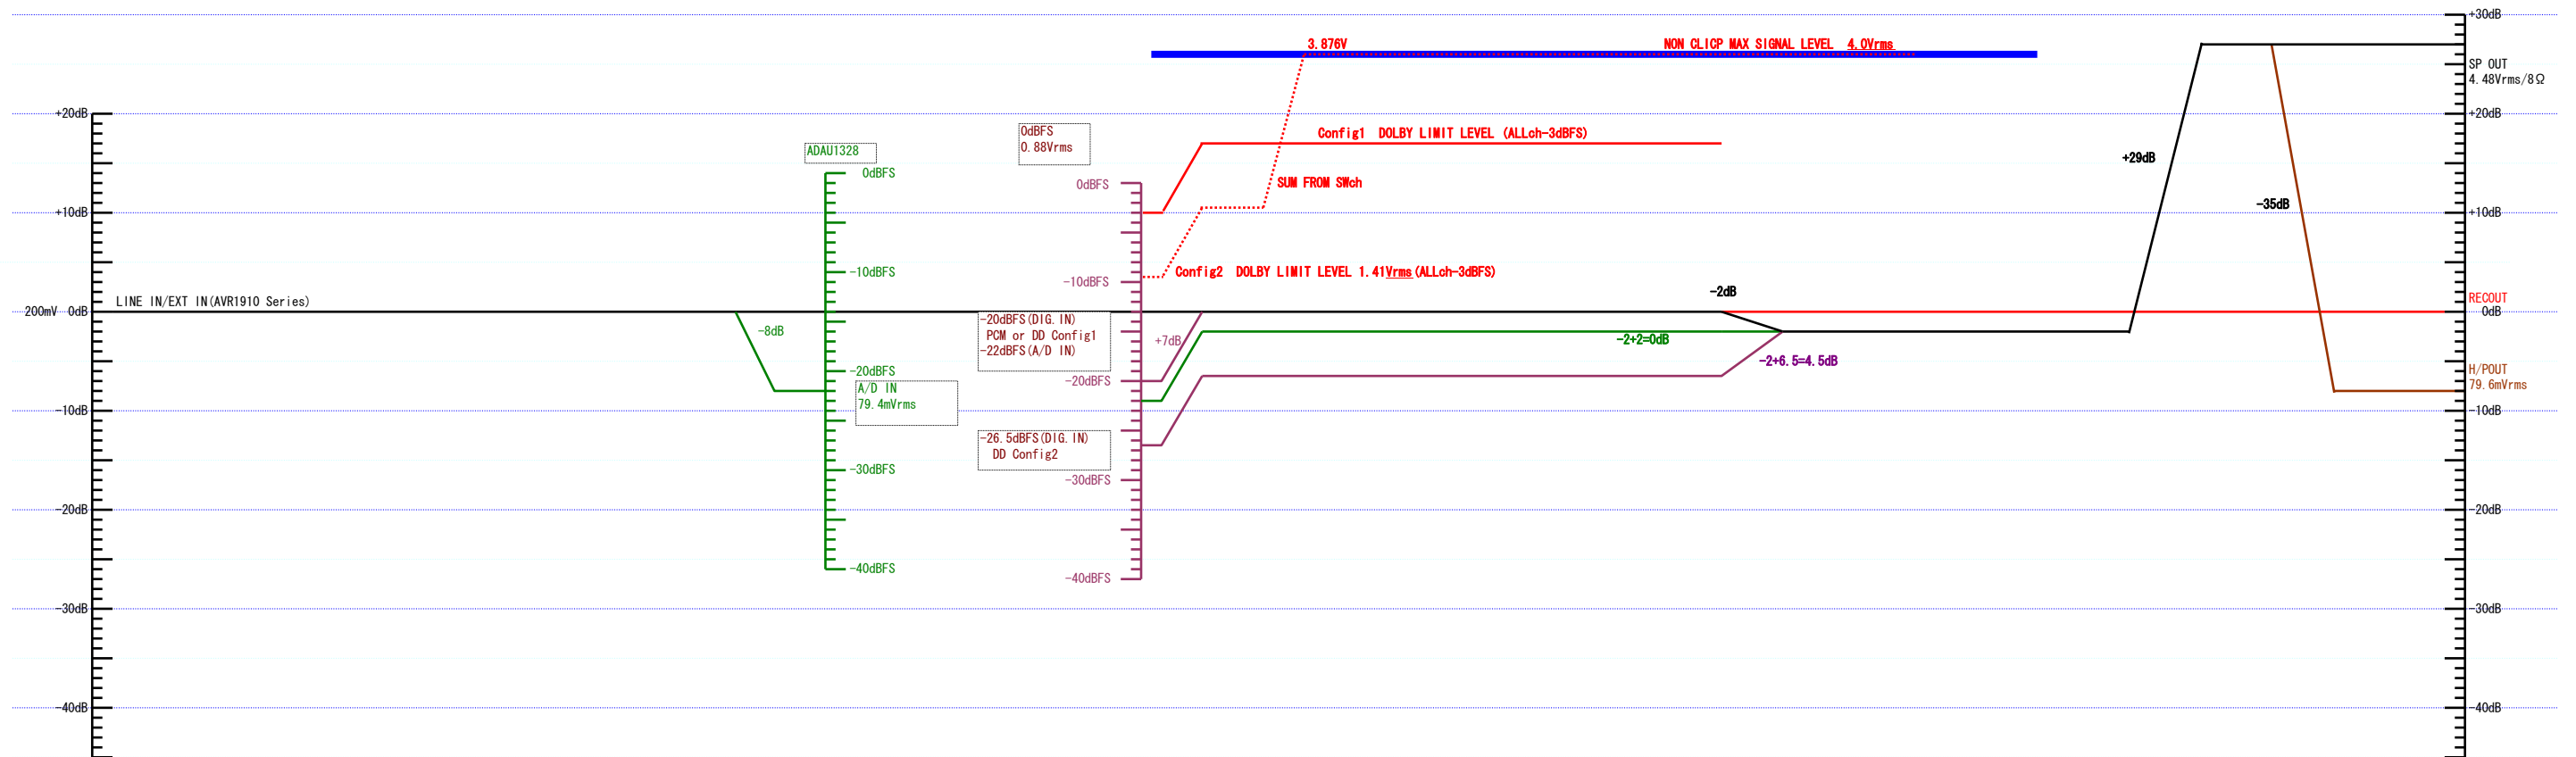 +30dB
3.876V
NON CLICP MAX SIGNAL LEVEL 4.0Vrms
SP OUT
4.48Vrms/8Ω
+20dB
+20dB
0dBFS
0.88Vrms
Config1 DOLBY LIMIT LEVEL (ALLch-3dBFS)
ADAU1328
+29dB
0dBFS
0dBFS
SUM FROM SWch
-35dB
+10dB
+10dB
-10dBFS
-10dBFS
Config2 DOLBY LIMIT LEVEL 1.41Vrms(ALLch-3dBFS)
-2dB
LINE IN/EXT IN(AVR1910 Series)
RECOUT
200mV 0dB
0dB
-8dB
-20dBFS(DIG.IN)
PCM or DD Config1
-22dBFS(A/D IN)
+7dB
-2+2=0dB
-2+6.5=4.5dB
-20dBFS
-20dBFS
H/POUT
79.6mVrms
A/D IN
79.4mVrms
-10dB
-10dB
-26.5dBFS(DIG.IN)
DD Config2
-30dBFS
-30dBFS
-20dB
-20dB
-40dBFS
-40dBFS
-30dB
-30dB
-40dB
-40dB